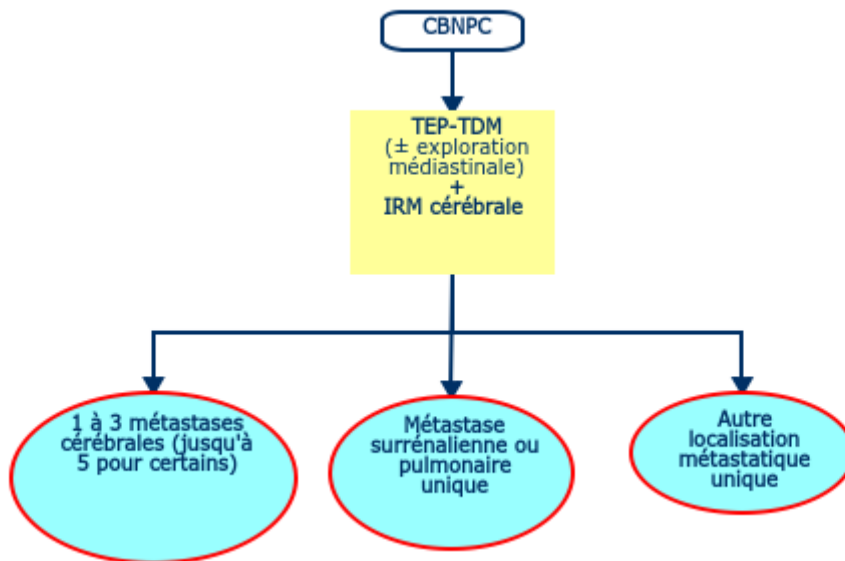 CBNPC
TEP-TDM
(± exploration
médiastinale)
+
IRM cérébrale
1 à 3 métastases
cérébrales (jusqu'à
5 pour certains)
Métastase
surrénalienne ou
pulmonaire
unique
Autre
localisation
métastatique
unique